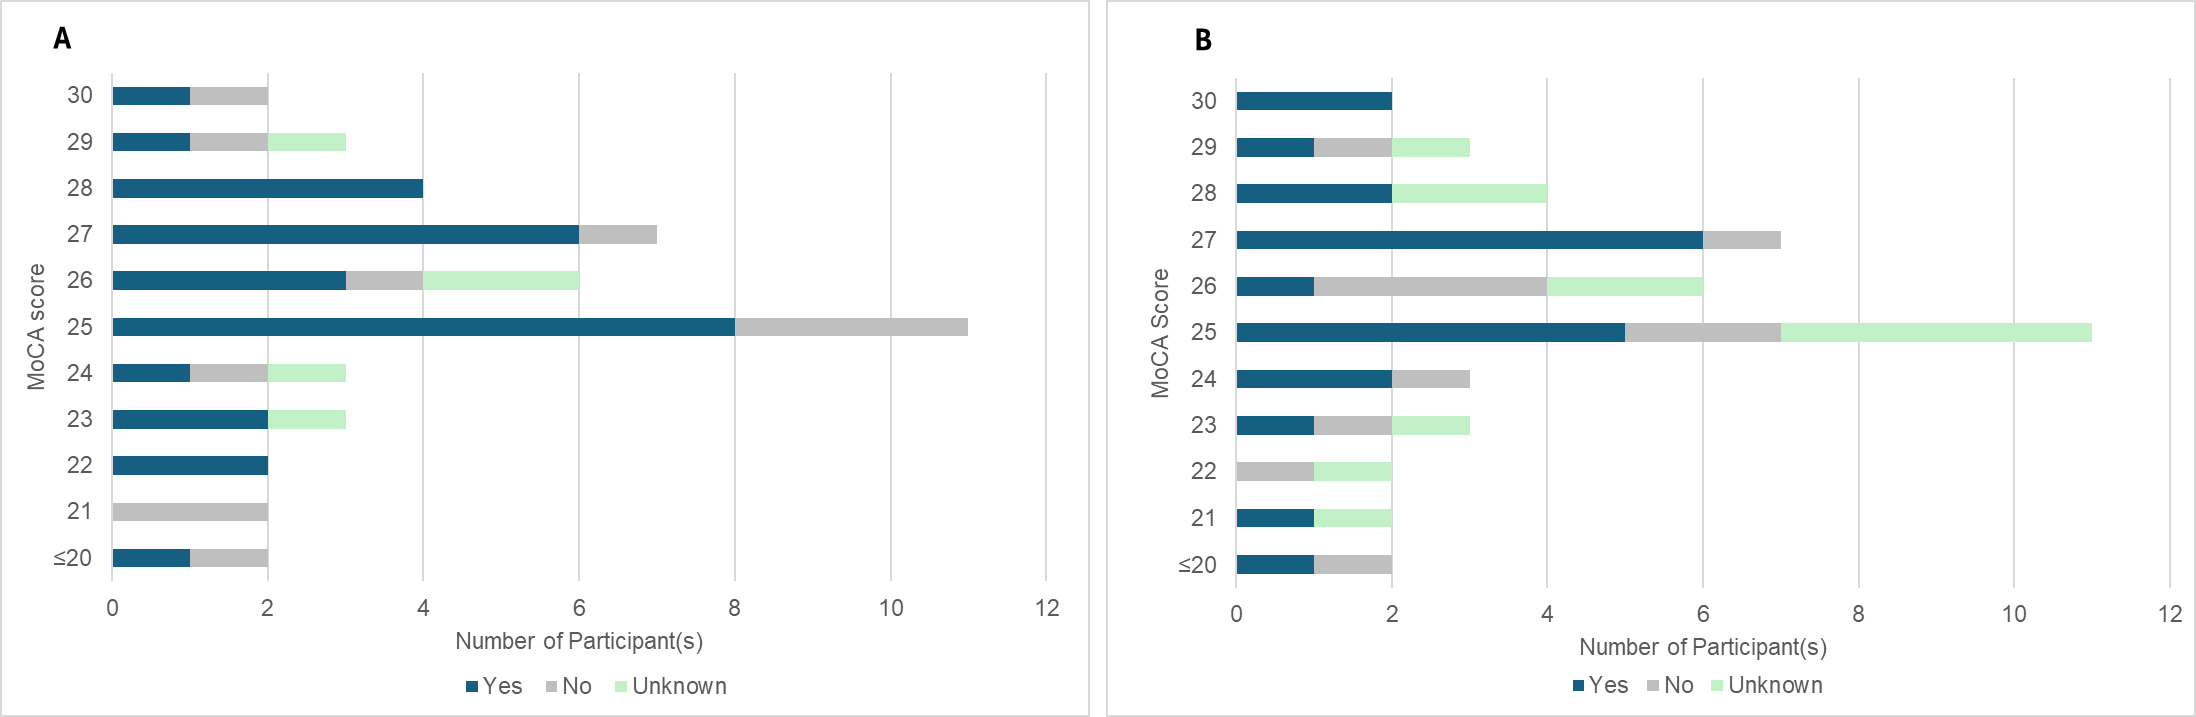 A
30
29
28
27
26
25
24
23
22
21
≤20
MoCA score
0 2 4 6 8 10 12
Number of Participant(s)
Yes No Unknown
B
30
29
28
27
26
25
24
23
22
21
≤20
MoCA Score
0 2 4 6 8 10 12
Number of Participant(s)
Yes No Unknown